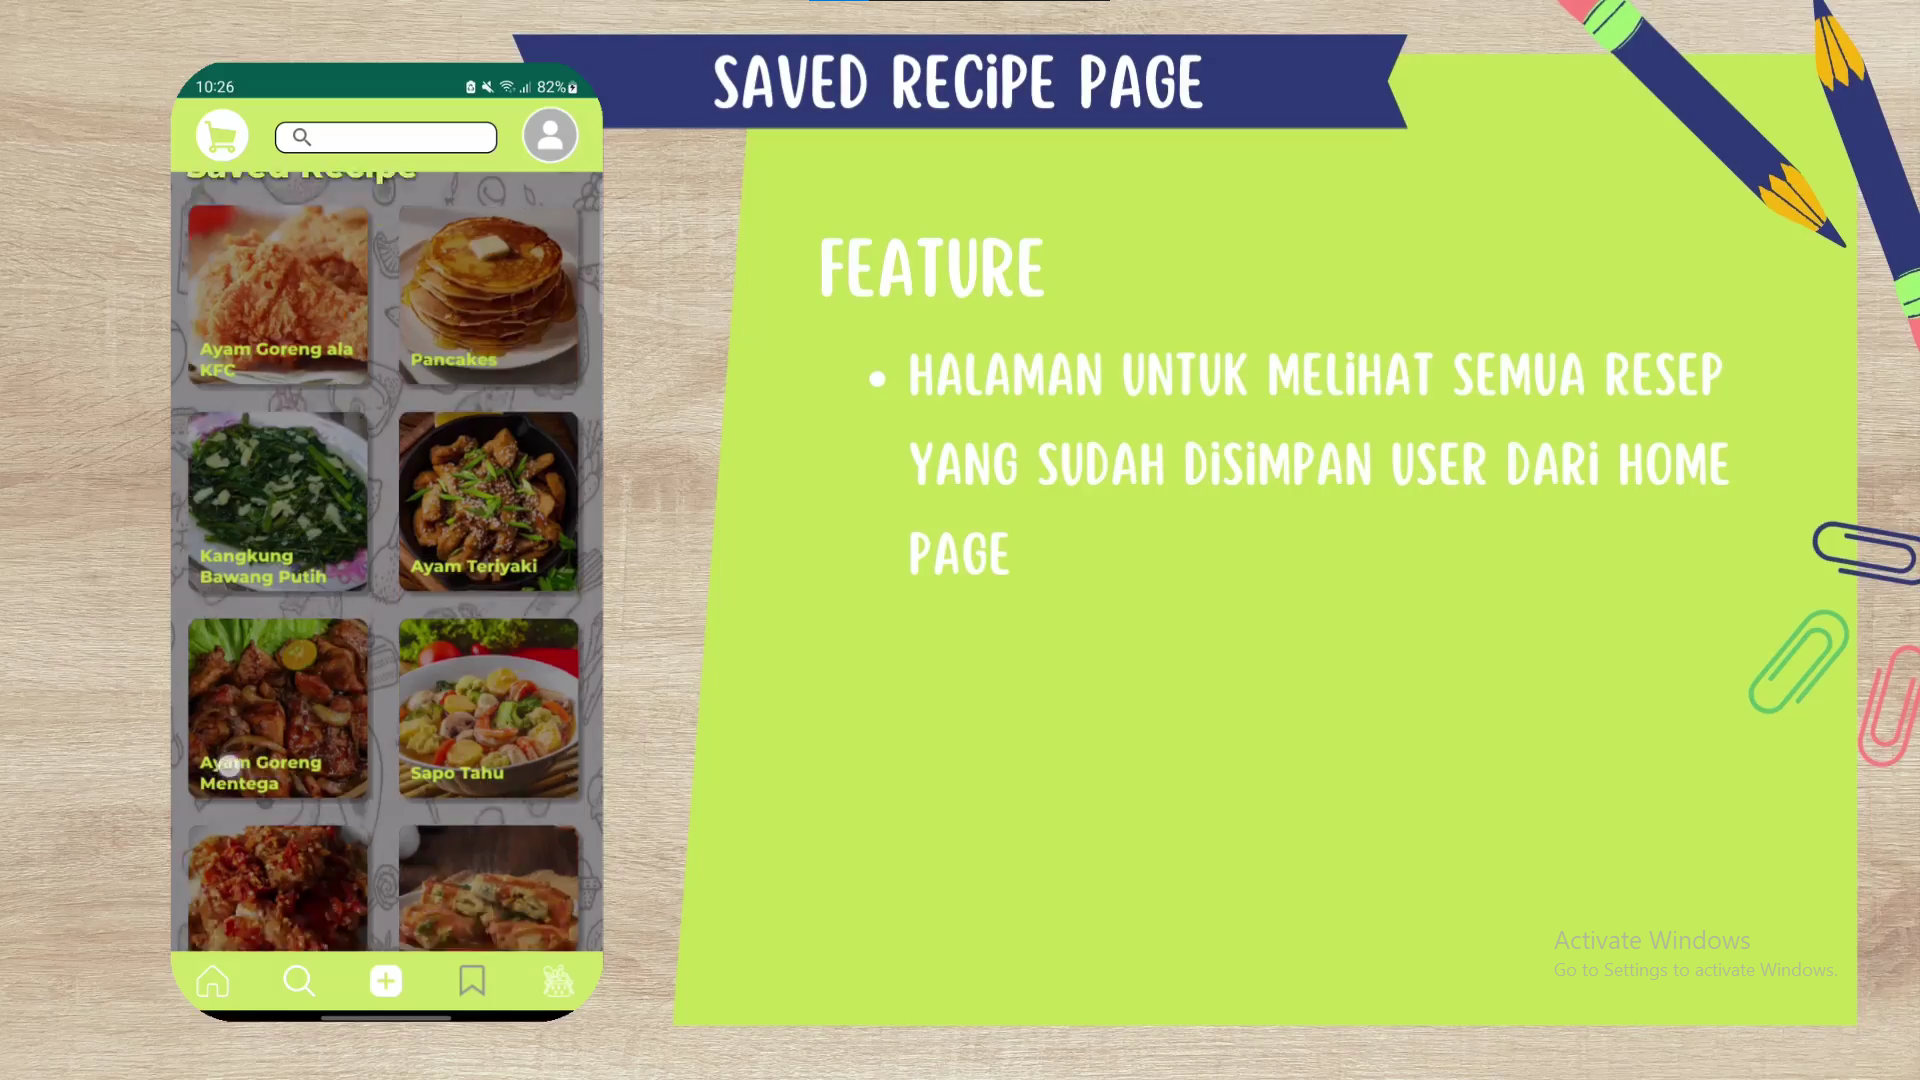 SAVED RECIPE PAGE
10:26
82%
Saved Recipe
Ayam Goreng ala
KFC
Pancakes
Kangkung
Bawang Putih
Ayam Teriyaki
Ayam Goreng
Mentega
Sapo Tahu
FEATURE
• HALAMAN UNTUK MELIHAT SEMUA RESEP
YANG SUDAH DISIMPAN USER DARI HOME
PAGE
Activate Windows
Go to Settings to activate Windows.